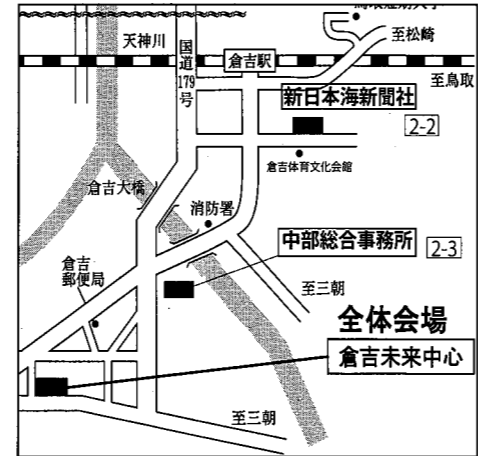 至松崎
天神川
国道179号
倉吉駅
至鳥取
新日本海新聞社
2-2
倉吉体育文化会館
倉吉大橋
消防署
中部総合事務所
2-3
倉吉
郵便局
至三朝
全体会場
倉吉未来中心
至三朝